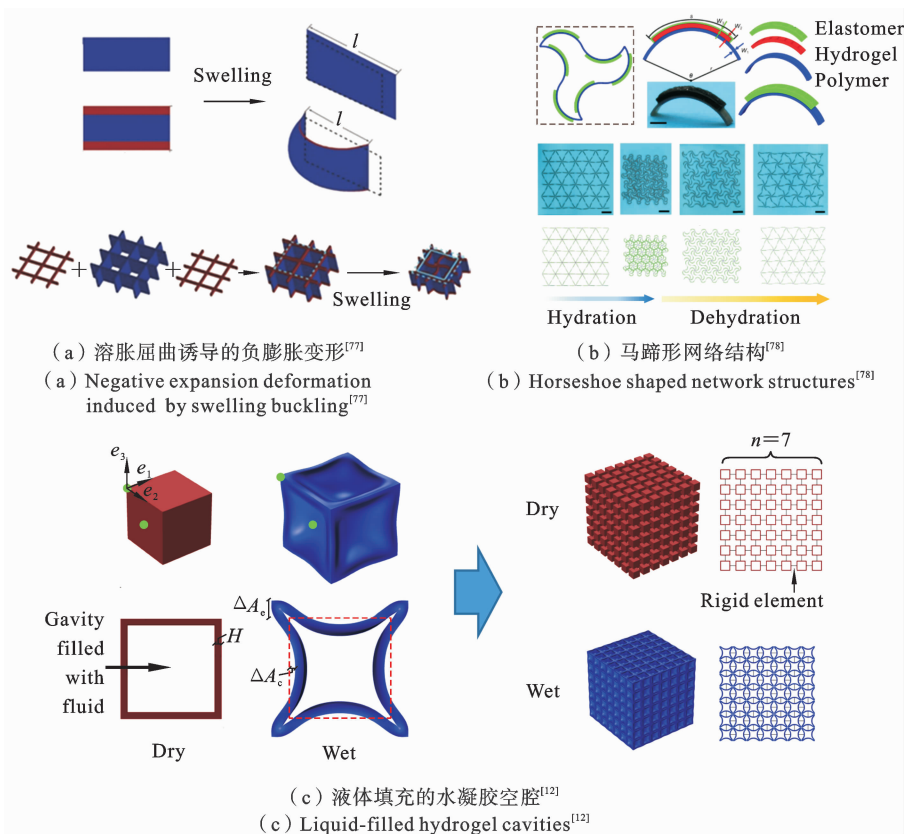 Swelling
l
l
+
+
Swelling
(a)溶胀屈曲诱导的负膨胀变形[77]
(a)Negative expansion deformation
induced by swelling buckling[77]
Elastomer
Hydrogel
Polymer
Hydration
Dehydration
(b)马蹄形网络结构[78]
(b)Horseshoe shaped network structures[78]
e3
e1
e2
Gavity
filled
with
fluid
H
Dry
ΔAe
ΔAc
Wet
n=7
Dry
Rigid element
Wet
(c)液体填充的水凝胶空腔[12]
(c)Liquid-filled hydrogel cavities[12]